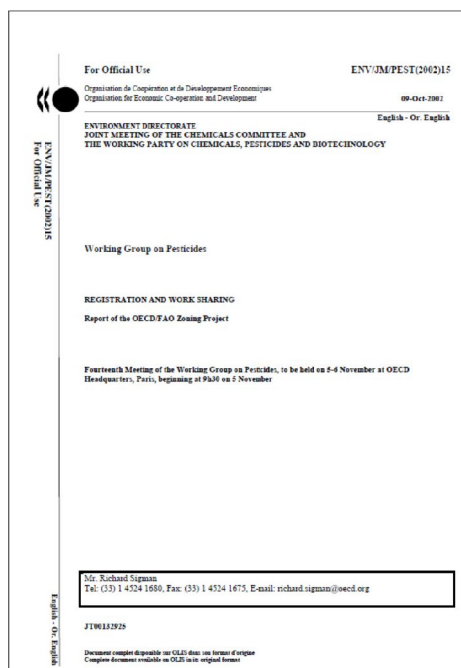 For Official Use
ENV/JM/PEST(2002)15
Organisation de Coopération et de Développement Economiques
Organisation for Economic Co-operation and Development
09-Oct-2002
English - Or. English
ENVIRONMENT DIRECTORATE
JOINT MEETING OF THE CHEMICALS COMMITTEE AND
THE WORKING PARTY ON CHEMICALS, PESTICIDES AND BIOTECHNOLOGY
ENV/JM/PEST(2002)15
For Official Use
Working Group on Pesticides
REGISTRATION AND WORK SHARING
Report of the OECD/FAO Zoning Project
Fourteenth Meeting of the Working Group on Pesticides, to be held on 5-6 November at OECD
Headquarters, Paris, beginning at 9h30 on 5 November
Mr. Richard Sigman
Tel: (33) 1 4524 1680, Fax: (33) 1 4524 1675, E-mail: richard.sigman@oecd.org
English - Or. English
JT00132925
Document complet disponible sur OLIS dans son format d'origine
Complete document available on OLIS in its original format